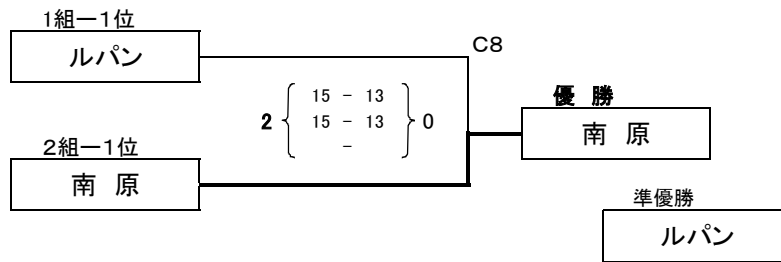 1組ー１位
ルパン
C8
15 - 13
2 15 - 13 0
-
優 勝
南 原
2組ー１位
南 原
準優勝
ルパン